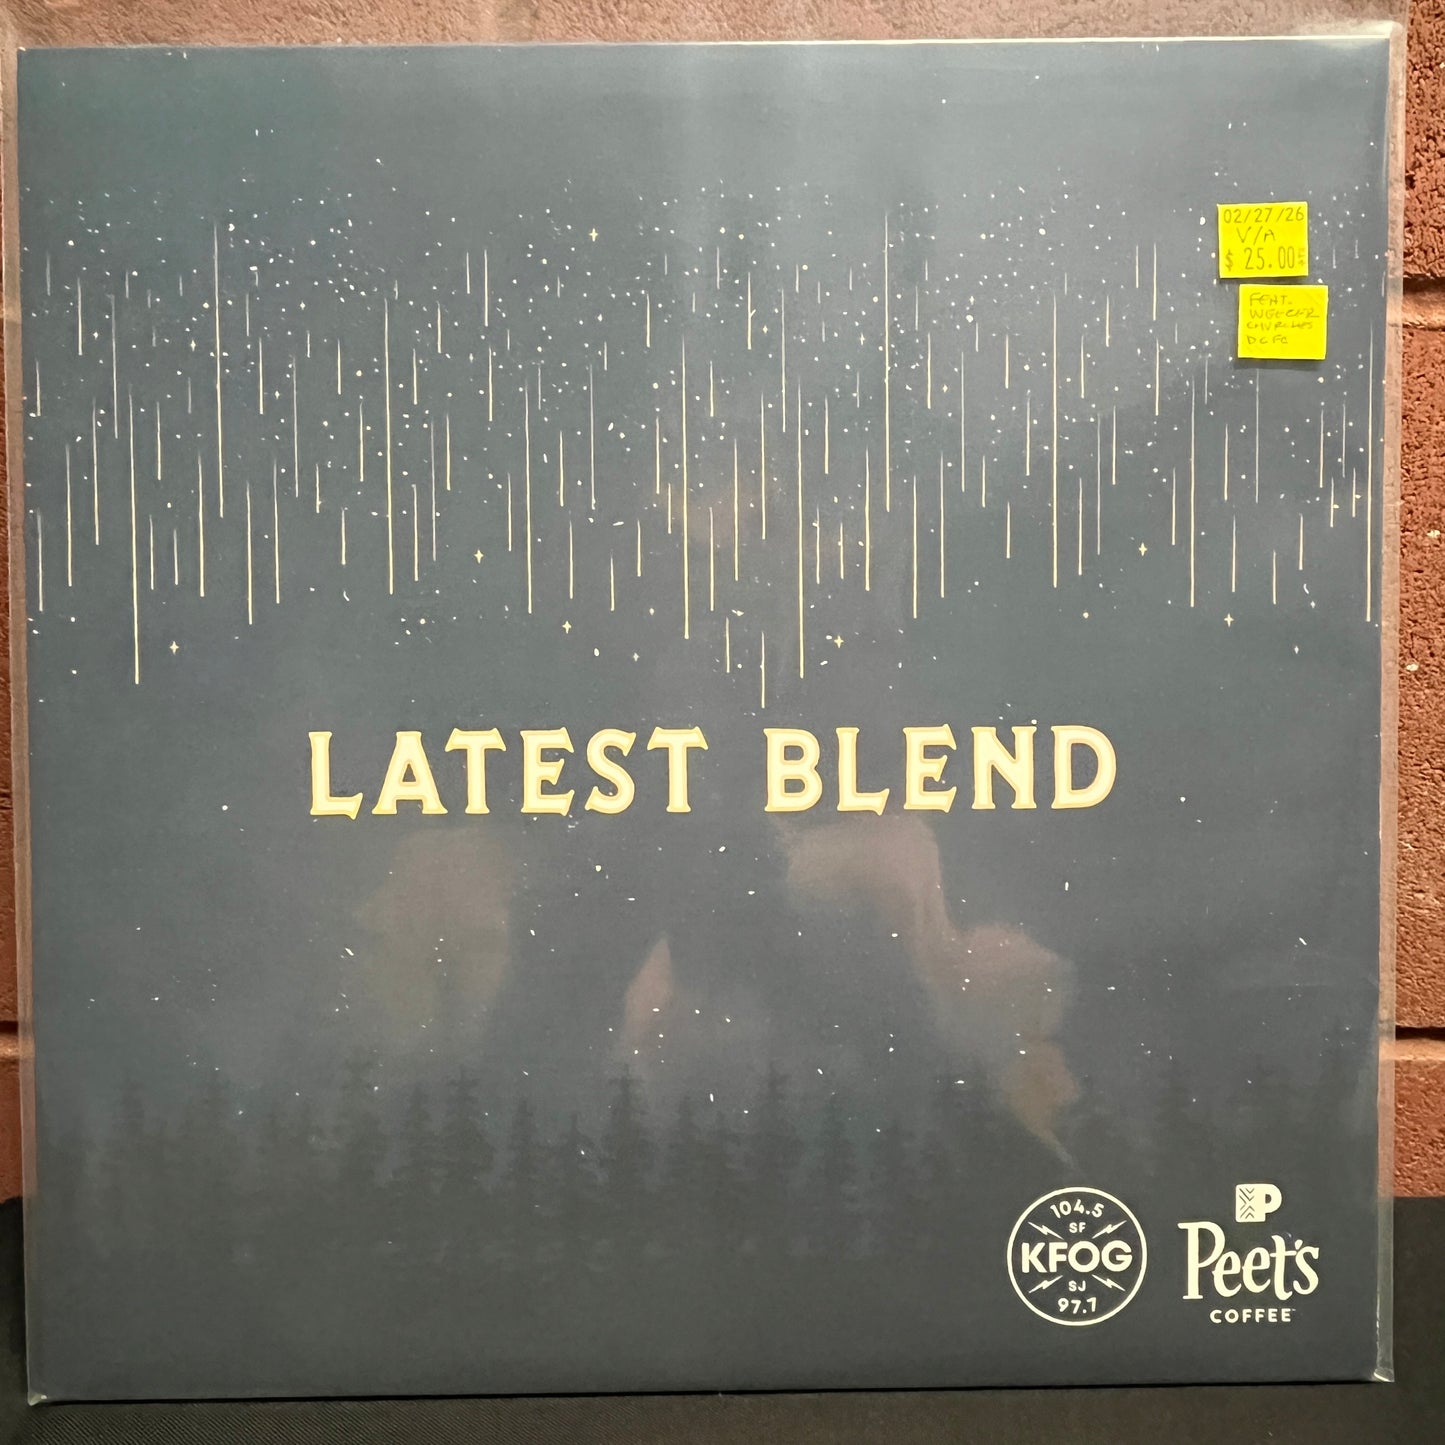 02/27/26
V/A
$ 25.00
FEAT.
WEEZER
CHVRCHES
DCFC
LATEST BLEND
104.5
SF
KFOG
SJ
97.7
P
Peet's
COFFEE